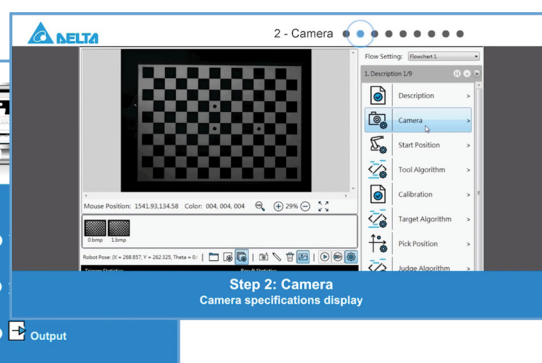 DELTA
2 - Camera
Flow Setting: Flowchart 1
1. Description 1/9
Description
Camera
Start Position
Tool Algorithm
Calibration
Target Algorithm
Pick Position
Judge Algorithm
Mouse Position: 1541.93,134.58 Color: 004, 004, 004
29%
0.bmp 1.bmp
Robot Pose: (X = 268.857, Y = 262.325, Theta = 0.
Step 2: Camera
Camera specifications display
Output